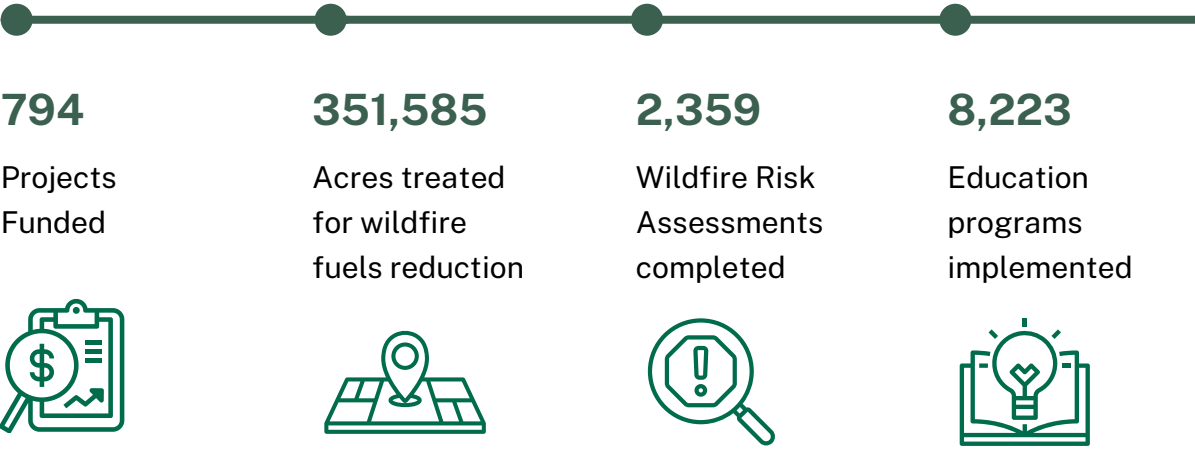 794
Projects
Funded
351,585
Acres treated
for wildfire
fuels reduction
2,359
Wildfire Risk
Assessments
completed
8,223
Education
programs
implemented
$
!